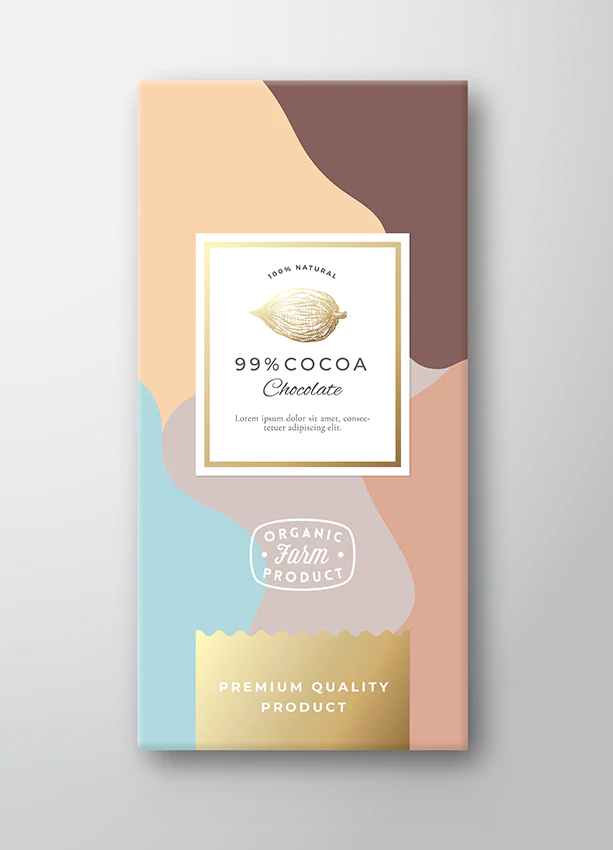 100% NATURAL
99% COCOA
Chocolate
Lorem ipsum dolor sit amet, consec-
tetuer adipiscing elit.
ORGANIC
Farm
PRODUCT
PREMIUM QUALITY
PRODUCT